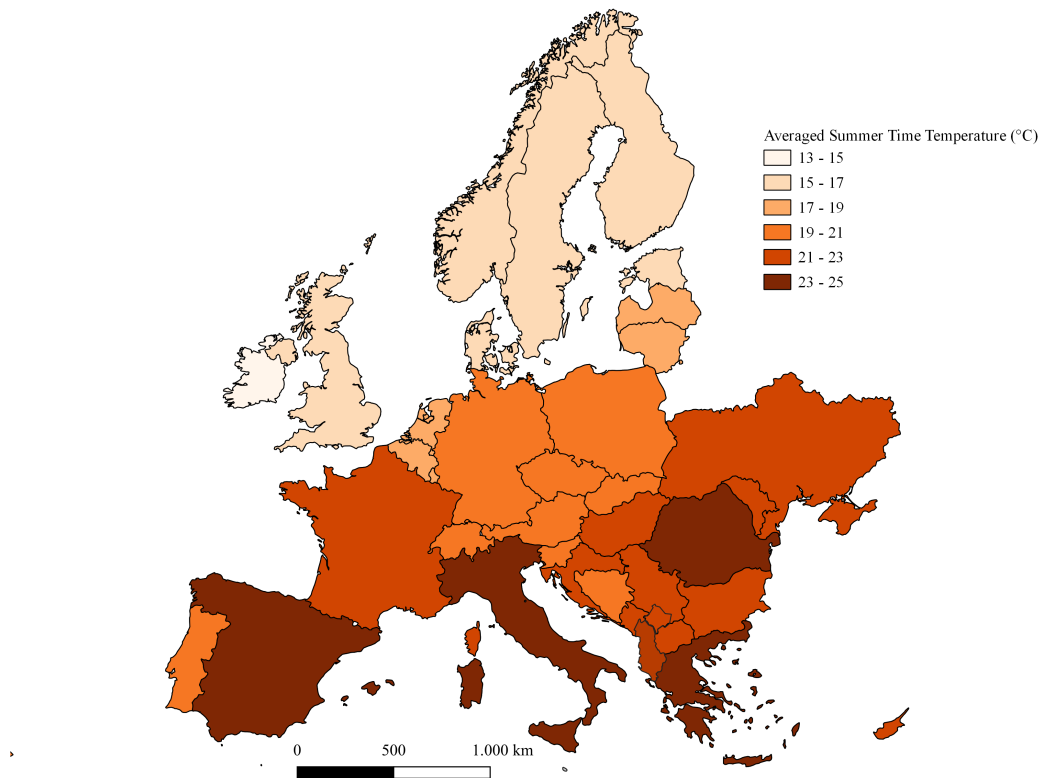 Averaged Summer Time Temperature (°C)
13 - 15
15 - 17
17 - 19
19 - 21
21 - 23
23 - 25
0 500 1.000 km